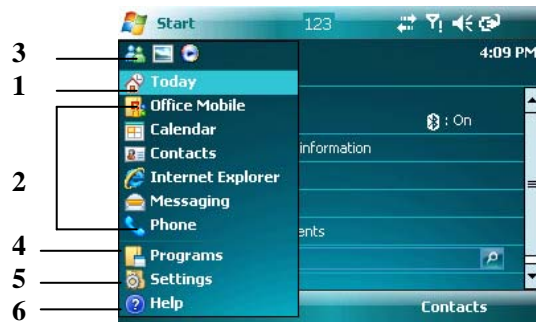 Start 123
3 4:09 PM
1 Today
Office Mobile
Calendar : On
Contacts information
2 Internet Explorer
Messaging
Phone ents
4 Programs
5 Settings
6 Help Contacts